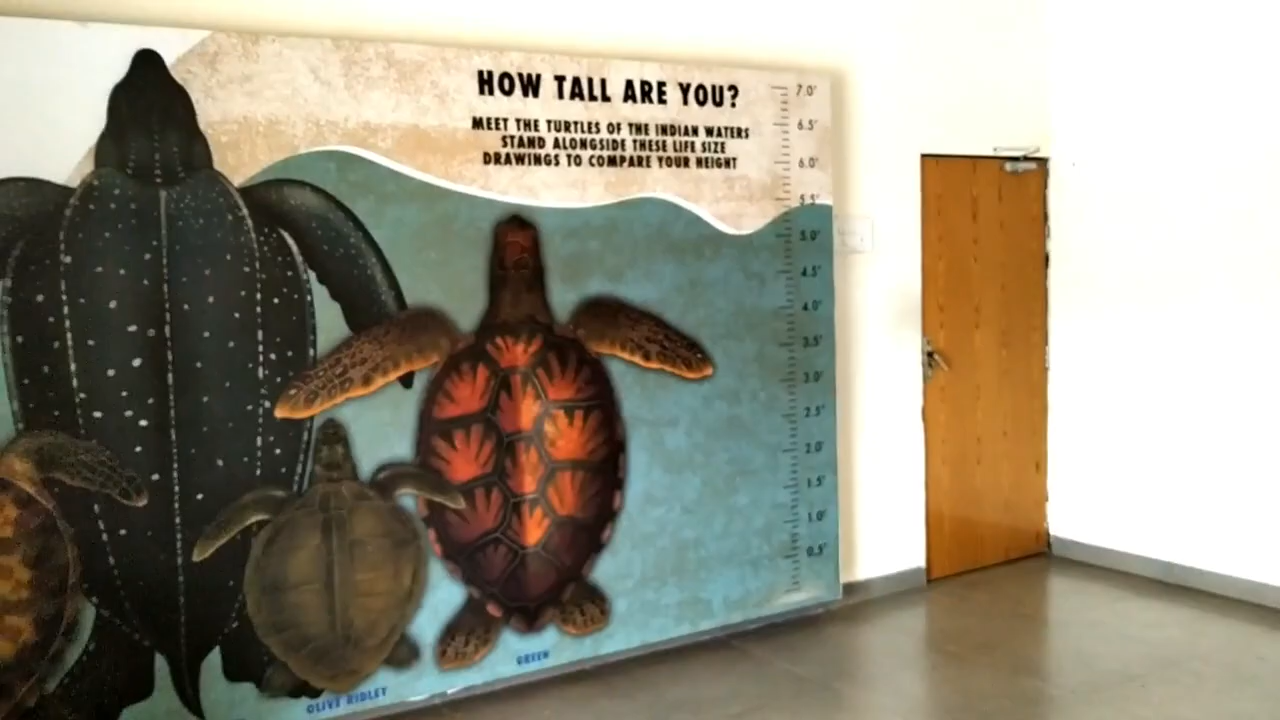 HOW TALL ARE YOU?
MEET THE TURTLES OF THE INDIAN WATERS
STAND ALONGSIDE THESE LIFE SIZE
DRAWINGS TO COMPARE YOUR HEIGHT
7.0'
6.5'
6.0'
5.5'
5.0'
4.5'
4.0'
3.5'
3.0'
2.5'
2.0'
1.5'
1.0'
0.5'
GREEN
OLIVE RIDLEY